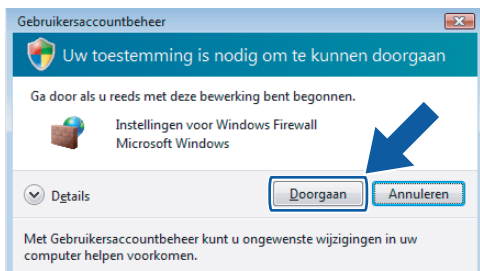 Gebruikersaccountbeheer
Uw toestemming is nodig om te kunnen doorgaan
Ga door als u reeds met deze bewerking bent begonnen.
Instellingen voor Windows Firewall
Microsoft Windows
Details
Doorgaan
Annuleren
Met Gebruikersaccountbeheer kunt u ongewenste wijzigingen in uw
computer helpen voorkomen.